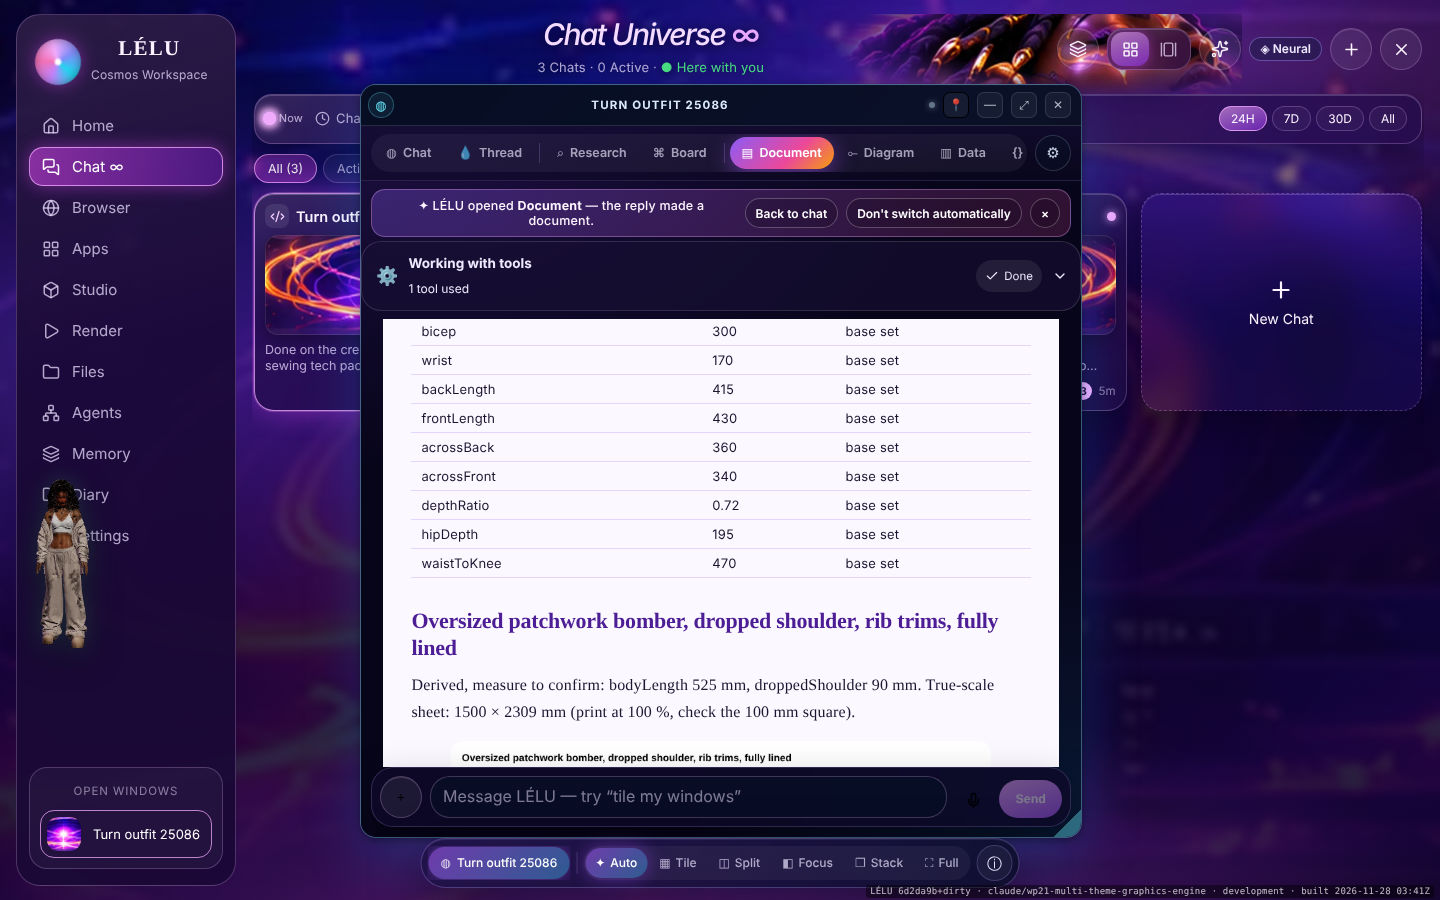 LÉLU
Cosmos Workspace
Home
Chat ∞
Browser
Apps
Studio
Render
Files
Agents
Memory
Diary
ettings
OPEN WINDOWS
Turn outfit 25086
Chat Universe ∞
3 Chats · 0 Active · ● Here with you
◈ Neural
Now
Cha
24H
7D
30D
All
All (3)
Acti
Turn outf
Done on the cre
sewing tech pac
5m
New Chat
TURN OUTFIT 25086
Chat
Thread
Research
Board
Document
Diagram
Data
{}
✦ LÉLU opened Document — the reply made a
document.
Back to chat
Don't switch automatically
×
Working with tools
1 tool used
Done
bicep 300 base set
wrist 170 base set
backLength 415 base set
frontLength 430 base set
acrossBack 360 base set
acrossFront 340 base set
depthRatio 0.72 base set
hipDepth 195 base set
waistToKnee 470 base set
Oversized patchwork bomber, dropped shoulder, rib trims, fully
lined
Derived, measure to confirm: bodyLength 525 mm, droppedShoulder 90 mm. True-scale
sheet: 1500 × 2309 mm (print at 100 %, check the 100 mm square).
Oversized patchwork bomber, dropped shoulder, rib trims, fully lined
Message LÉLU — try “tile my windows”
Send
Turn outfit 25086
Auto
Tile
Split
Focus
Stack
Full
LÉLU 6d2da9b+dirty · claude/wp21-multi-theme-graphics-engine · development · built 2026-11-28 03:41Z